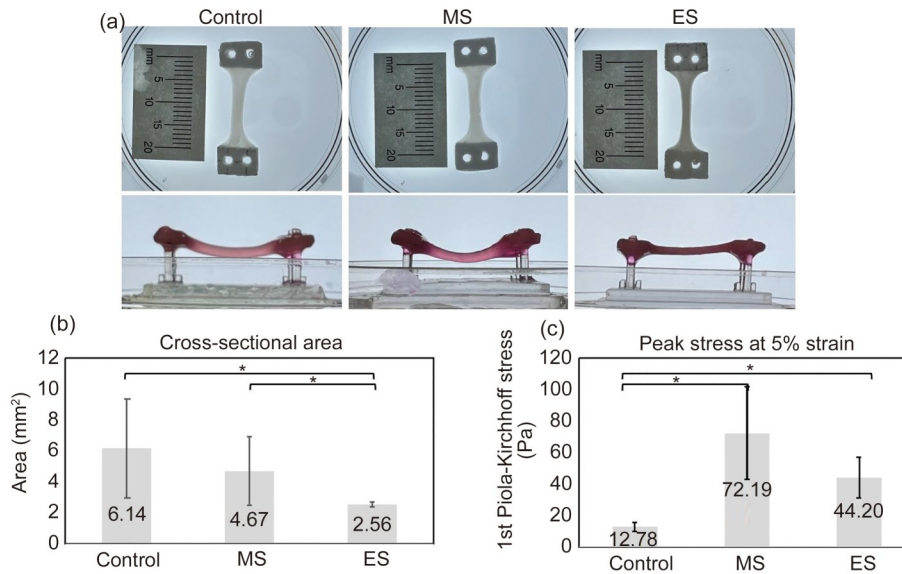 Control
MS
ES
(a)
mm
5
10
15
20
mm
5
10
15
20
mm
5
10
15
20
(b)
Cross-sectional area
12
10
8
6
4
2
0
Area (mm²)
*
*
6.14
4.67
2.56
Control
MS
ES
(c)
Peak stress at 5% strain
120
100
80
60
40
20
0
1st Piola-Kirchhoff stress
(Pa)
*
*
12.78
72.19
44.20
Control
MS
ES